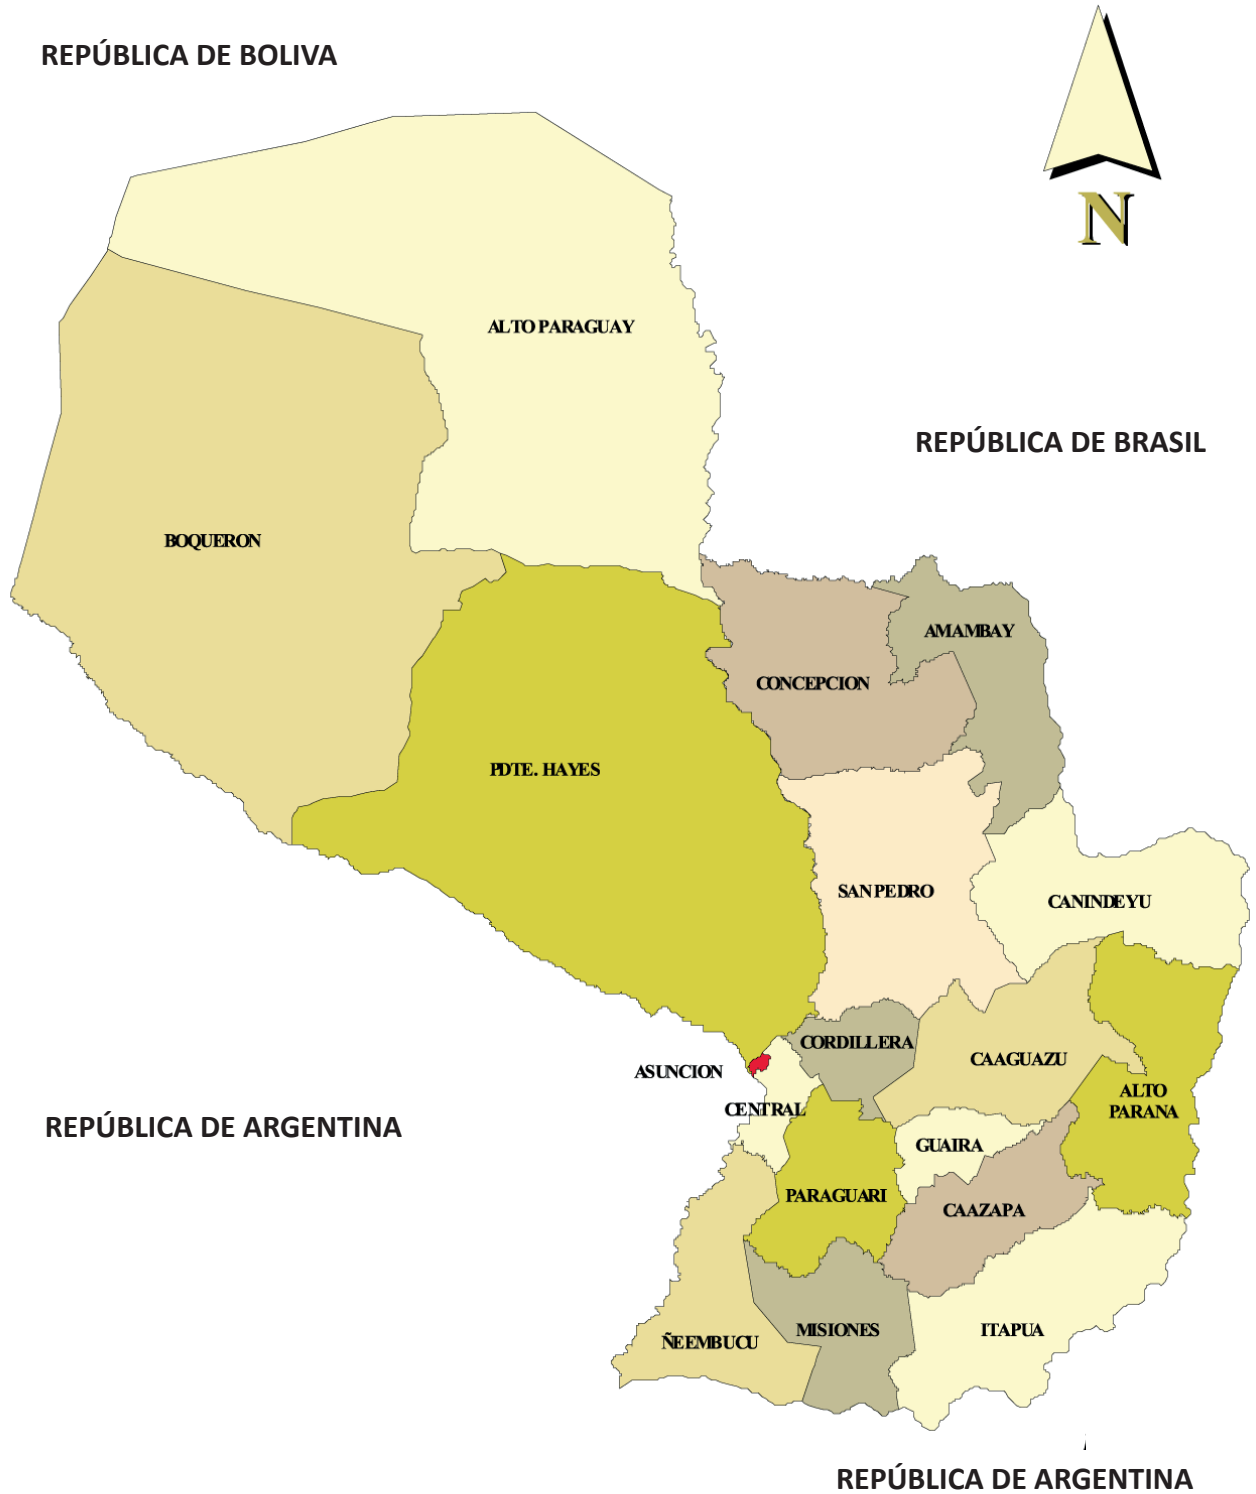 REPÚBLICA DE BOLIVA
N
ALTO PARAGUAY
REPÚBLICA DE BRASIL
BOQUERON
AMAMBAY
CONCEPCION
PDTE. HAYES
SAN PEDRO
CANINDEYU
CORDILLERA
CAAGUAZU
ASUNCION
ALTO
PARANA
CENTRAL
REPÚBLICA DE ARGENTINA
GUAIRA
PARAGUARI
CAAZAPA
MISIONES
ITAPUA
ÑEEMBUCU
REPÚBLICA DE ARGENTINA